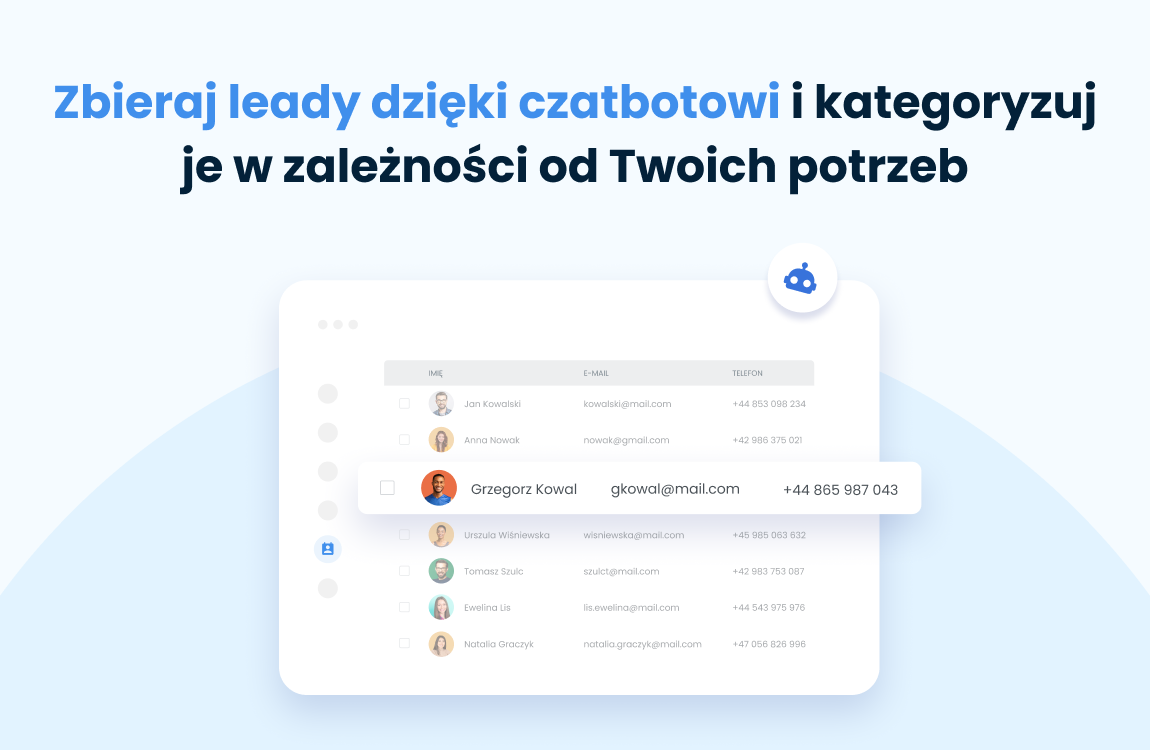 Zbieraj leady dzięki czatbotowi i kategoryzuj
je w zależności od Twoich potrzeb
IMIĘ E-MAIL TELEFON
Jan Kowalski kowalski@mail.com +44 853 098 234
Anna Nowak nowak@gmail.com +42 986 375 021
Grzegorz Kowal gkowal@mail.com +44 865 987 043
Urszula Wiśniewska wisniewska@mail.com +45 985 063 632
Tomasz Szulc szulct@mail.com +42 983 753 087
Ewelina Lis lis.ewelina@mail.com +44 543 975 976
Natalia Graczyk natalia.graczyk@mail.com +47 056 826 996